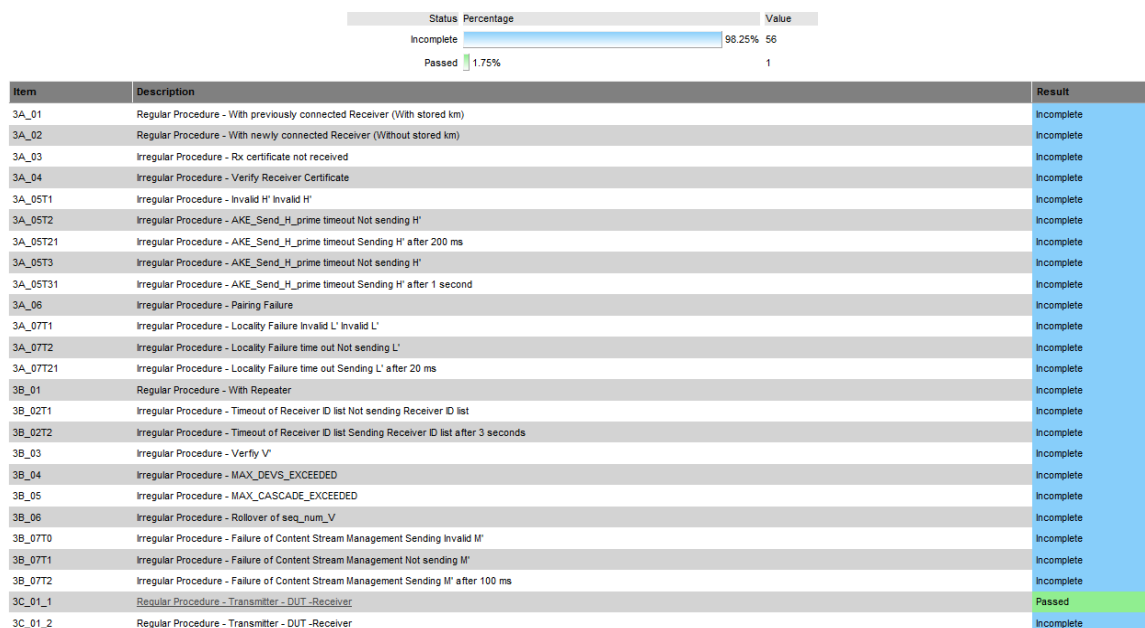 Status Percentage Value
Incomplete 98.25% 56
Passed 1.75% 1
Item Description Result
3A_01 Regular Procedure - With previously connected Receiver (With stored km) Incomplete
3A_02 Regular Procedure - With newly connected Receiver (Without stored km) Incomplete
3A_03 Irregular Procedure - Rx certificate not received Incomplete
3A_04 Irregular Procedure - Verify Receiver Certificate Incomplete
3A_05T1 Irregular Procedure - Invalid H' Invalid H' Incomplete
3A_05T2 Irregular Procedure - AKE_Send_H_prime timeout Not sending H' Incomplete
3A_05T21 Irregular Procedure - AKE_Send_H_prime timeout Sending H' after 200 ms Incomplete
3A_05T3 Irregular Procedure - AKE_Send_H_prime timeout Not sending H' Incomplete
3A_05T31 Irregular Procedure - AKE_Send_H_prime timeout Sending H' after 1 second Incomplete
3A_06 Irregular Procedure - Pairing Failure Incomplete
3A_07T1 Irregular Procedure - Locality Failure Invalid L' Invalid L' Incomplete
3A_07T2 Irregular Procedure - Locality Failure time out Not sending L' Incomplete
3A_07T21 Irregular Procedure - Locality Failure time out Sending L' after 20 ms Incomplete
3B_01 Regular Procedure - With Repeater Incomplete
3B_02T1 Irregular Procedure - Timeout of Receiver ID list Not sending Receiver ID list Incomplete
3B_02T2 Irregular Procedure - Timeout of Receiver ID list Sending Receiver ID list after 3 seconds Incomplete
3B_03 Irregular Procedure - Verfiy V' Incomplete
3B_04 Irregular Procedure - MAX_DEVS_EXCEEDED Incomplete
3B_05 Irregular Procedure - MAX_CASCADE_EXCEEDED Incomplete
3B_06 Irregular Procedure - Rollover of seq_num_V Incomplete
3B_07T0 Irregular Procedure - Failure of Content Stream Management Sending Invalid M' Incomplete
3B_07T1 Irregular Procedure - Failure of Content Stream Management Not sending M' Incomplete
3B_07T2 Irregular Procedure - Failure of Content Stream Management Sending M' after 100 ms Incomplete
3C_01_1 Regular Procedure - Transmitter - DUT -Receiver Passed
3C_01_2 Regular Procedure - Transmitter - DUT -Receiver Incomplete